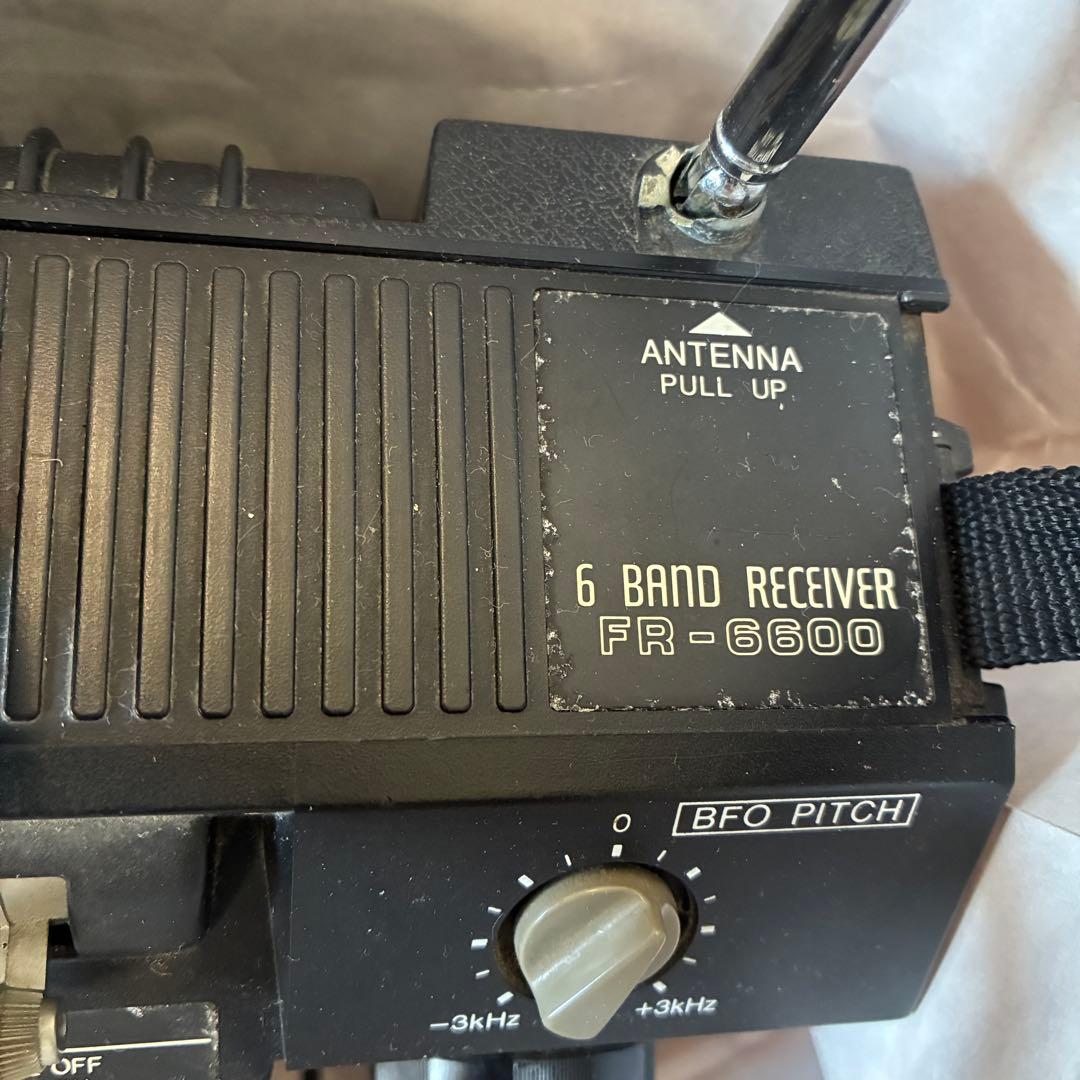 ANTENNA
PULL UP
6 BAND RECEIVER
FR-6600
BFO PITCH
0
-3kHz
+3kHz
OFF